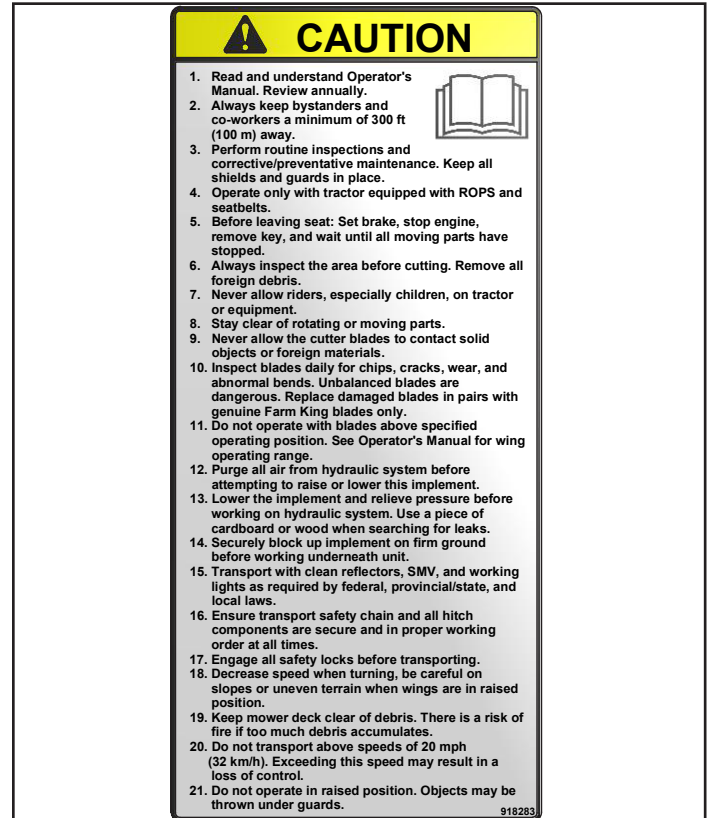 CAUTION
1. Read and understand Operator's
Manual. Review annually.
2. Always keep bystanders and
co-workers a minimum of 300 ft
(100 m) away.
3. Perform routine inspections and
corrective/preventative maintenance. Keep all
shields and guards in place.
4. Operate only with tractor equipped with ROPS and
seatbelts.
5. Before leaving seat: Set brake, stop engine,
remove key, and wait until all moving parts have
stopped.
6. Always inspect the area before cutting. Remove all
foreign debris.
7. Never allow riders, especially children, on tractor
or equipment.
8. Stay clear of rotating or moving parts.
9. Never allow the cutter blades to contact solid
objects or foreign materials.
10. Inspect blades daily for chips, cracks, wear, and
abnormal bends. Unbalanced blades are
dangerous. Replace damaged blades in pairs with
genuine Farm King blades only.
11. Do not operate with blades above specified
operating position. See Operator's Manual for wing
operating range.
12. Purge all air from hydraulic system before
attempting to raise or lower this implement.
13. Lower the implement and relieve pressure before
working on hydraulic system. Use a piece of
cardboard or wood when searching for leaks.
14. Securely block up implement on firm ground
before working underneath unit.
15. Transport with clean reflectors, SMV, and working
lights as required by federal, provincial/state, and
local laws.
16. Ensure transport safety chain and all hitch
components are secure and in proper working
order at all times.
17. Engage all safety locks before transporting.
18. Decrease speed when turning, be careful on
slopes or uneven terrain when wings are in raised
position.
19. Keep mower deck clear of debris. There is a risk of
fire if too much debris accumulates.
20. Do not transport above speeds of 20 mph
(32 km/h). Exceeding this speed may result in a
loss of control.
21. Do not operate in raised position. Objects may be
thrown under guards.
918283